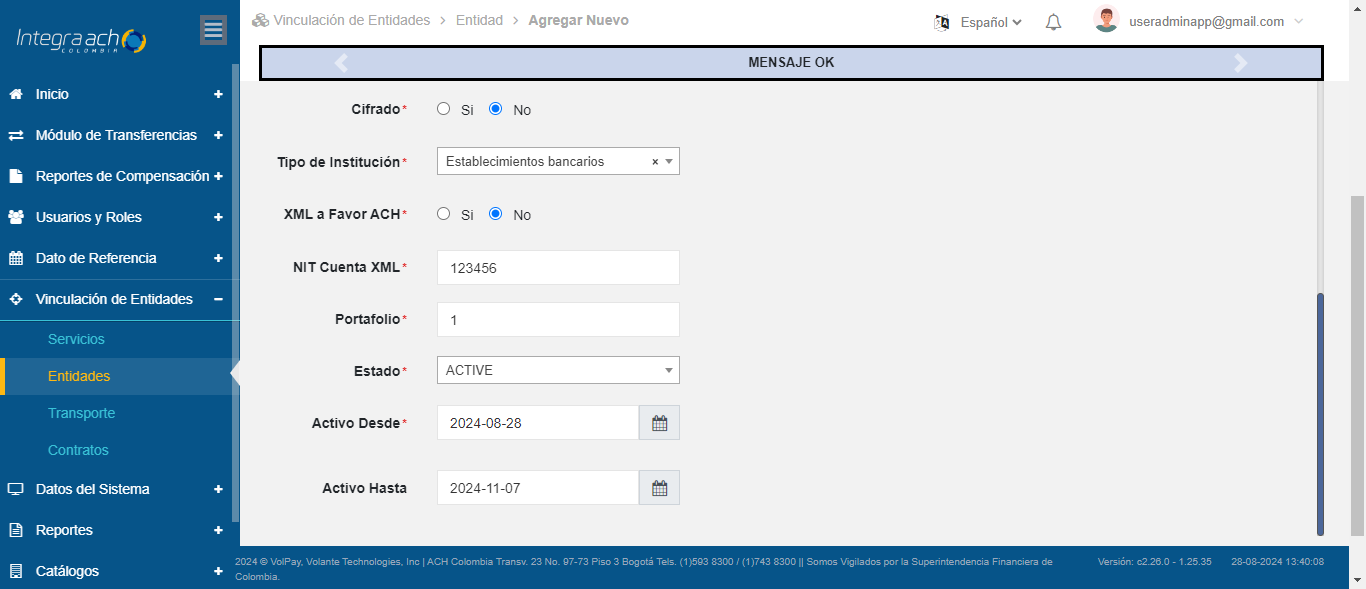 Integra ach
COLOMBIA
Inicio +
Módulo de Transferencias +
Reportes de Compensación +
Usuarios y Roles +
Dato de Referencia +
Vinculación de Entidades −
Servicios
Entidades
Transporte
Contratos
Datos del Sistema +
Reportes +
Catálogos +
Vinculación de Entidades > Entidad > Agregar Nuevo
Español
useradminapp@gmail.com
MENSAJE OK
Cifrado* Si No
Tipo de Institución* Establecimientos bancarios ×
XML a Favor ACH* Si No
NIT Cuenta XML* 123456
Portafolio* 1
Estado* ACTIVE
Activo Desde* 2024-08-28
Activo Hasta 2024-11-07
2024 © VolPay, Volante Technologies, Inc | ACH Colombia Transv. 23 No. 97-73 Piso 3 Bogotá Tels. (1)593 8300 / (1)743 8300 || Somos Vigilados por la Superintendencia Financiera de
Colombia.
Versión: c2.26.0 - 1.25.35 28-08-2024 13:40:08